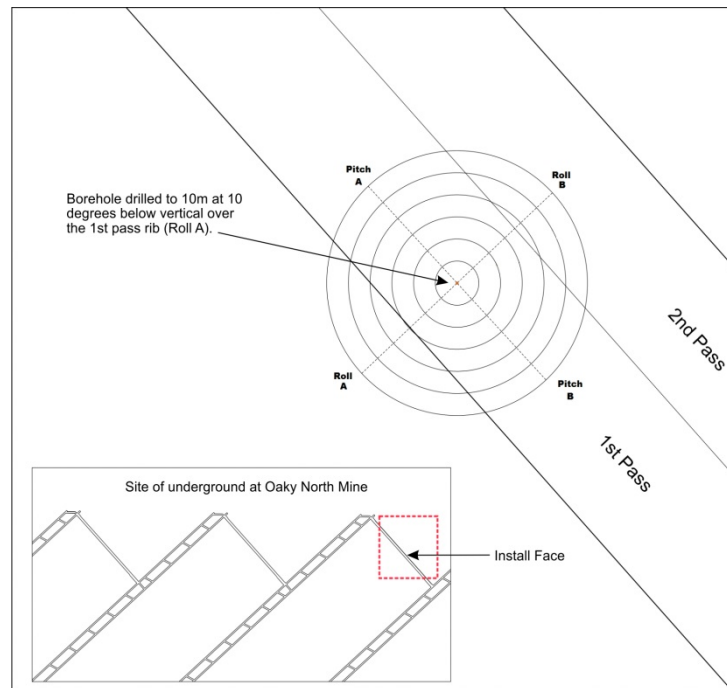 Pitch
A
Roll
B
Borehole drilled to 10m at 10
degrees below vertical over
the 1st pass rib (Roll A).
2nd Pass
Roll
A
Pitch
B
1st Pass
Site of underground at Oaky North Mine
Install Face